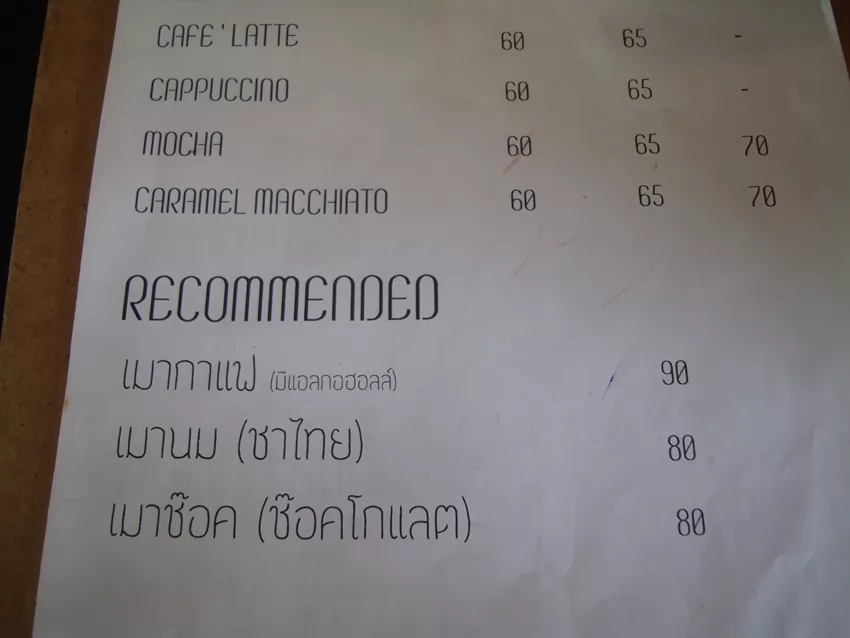 CAFE'LATTE 60 65 -
CAPPUCCINO 60 65 -
MOCHA 60 65 70
CARAMEL MACCHIATO 60 65 70
RECOMMENDED
เมากาแฟ (มีแอลกอฮอลล์) 90
เมานม (ชาไทย) 80
เมาช๊อค (ช๊อคโกแลต) 80